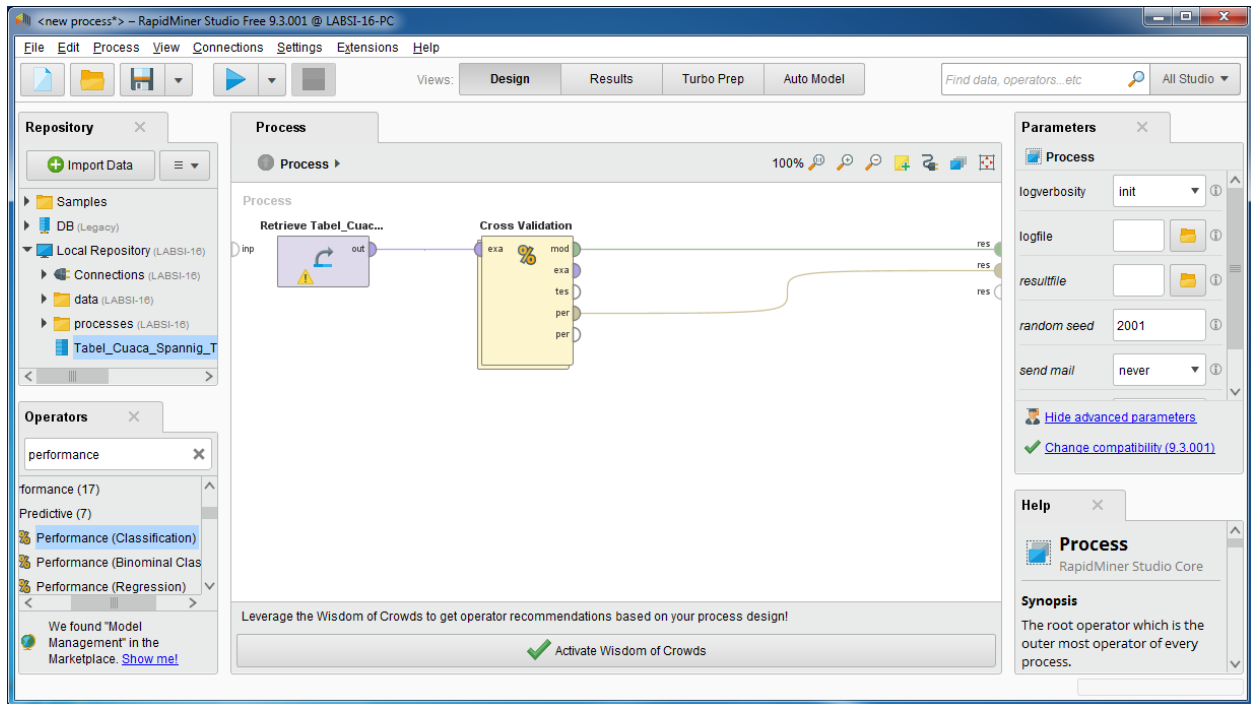 <new process*> – RapidMiner Studio Free 9.3.001 @ LABSI-16-PC
File Edit Process View Connections Settings Extensions Help
Views: Design Results Turbo Prep Auto Model Find data, operators...etc All Studio
Repository
Import Data
Samples
DB (Legacy)
Local Repository (LABSI-16)
Connections (LABSI-16)
data (LABSI-16)
processes (LABSI-16)
Tabel_Cuaca_Spannig_T
Operators
performance
formance (17)
Predictive (7)
Performance (Classification)
Performance (Binominal Clas
Performance (Regression)
We found "Model
Management" in the
Marketplace. Show me!
Process
Process
100%
Process
Retrieve Tabel_Cuac...
Cross Validation
inp
out
exa
%
mod
exa
tes
per
per
res
res
res
Leverage the Wisdom of Crowds to get operator recommendations based on your process design!
Activate Wisdom of Crowds
Parameters
Process
logverbosity init
logfile
resultfile
random seed 2001
send mail never
Hide advanced parameters
Change compatibility (9.3.001)
Help
Process
RapidMiner Studio Core
Synopsis
The root operator which is the
outer most operator of every
process.